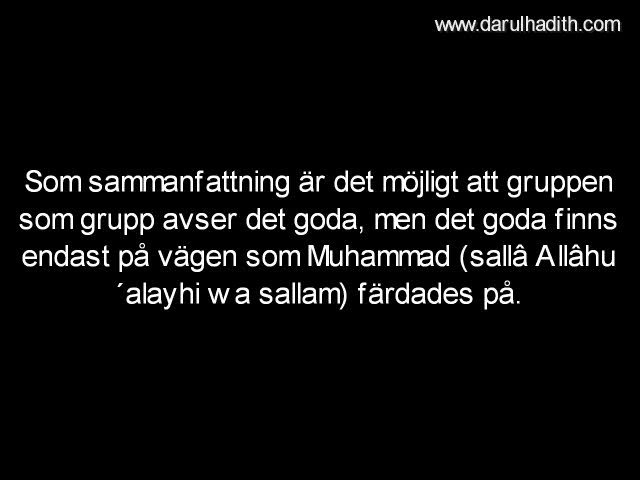 www.darulhadith.com
Som sammanfattning är det möjligt att gruppen
som grupp avser det goda, men det goda finns
endast på vägen som Muhammad (sallâ Allâhu
´alayhi wa sallam) färdades på.